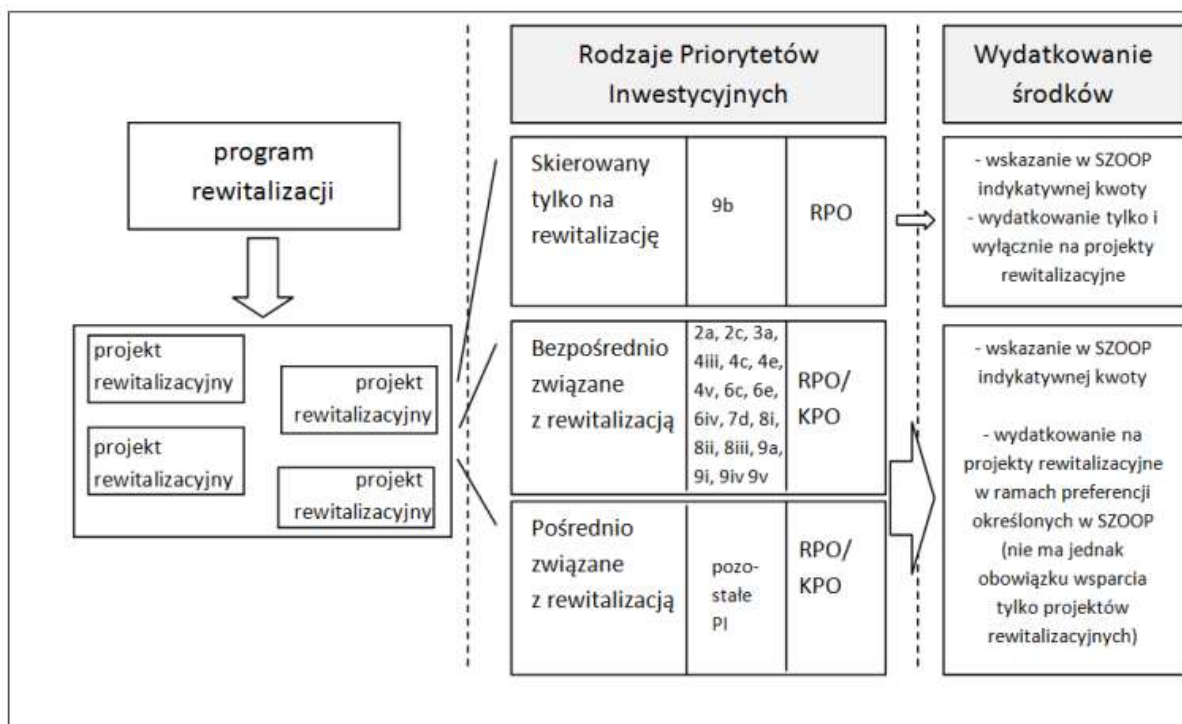 program
rewitalizacji
projekt
rewitalizacyjny
projekt
rewitalizacyjny
projekt
rewitalizacyjny
projekt
rewitalizacyjny
Rodzaje Priorytetów
Inwestycyjnych
Skierowany
tylko na
rewitalizację
9b
RPO
Bezpośrednio
związane
z rewitalizacją
2a, 2c, 3a,
4iii, 4c, 4e,
4v, 6c, 6e,
6iv, 7d, 8i,
8ii, 8iii, 9a,
9i, 9iv 9v
RPO/
KPO
Pośrednio
związane
z rewitalizacją
pozo-
stałe
PI
RPO/
KPO
Wydatkowanie
środków
- wskazanie w SZOOP
indykatywnej kwoty
- wydatkowanie tylko i
wyłącznie na projekty
rewitalizacyjne
- wskazanie w SZOOP
indykatywnej kwoty
- wydatkowanie na
projekty rewitalizacyjne
w ramach preferencji
określonych w SZOOP
(nie ma jednak
obowiązku wsparcia
tylko projektów
rewitalizacyjnych)